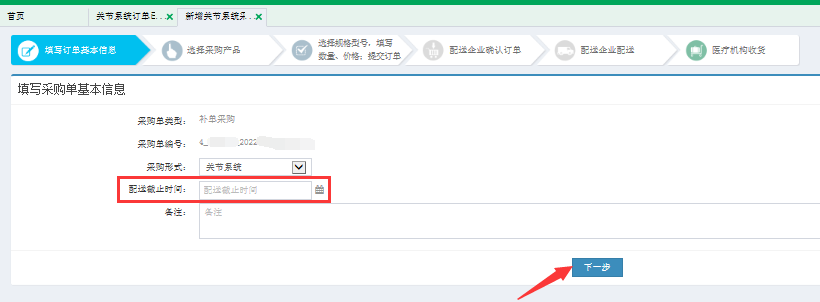 首页
关节系统订单E...
新增关节系统采...
填写订单基本信息
选择采购产品
选择规格型号、填写
数量、价格；提交订单
配送企业确认订单
配送企业配送
医疗机构收货
填写采购单基本信息
采购单类型： 补单采购
采购单编号： 4_ _2022
采购形式： 关节系统
配送截止时间： 配送截止时间
备注： 备注
下一步